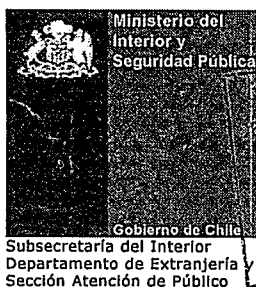 Ministerio del
Interior y
Seguridad Pública
Gobierno de Chile
Subsecretaría del Interior
Departamento de Extranjería y
Sección Atención de Público